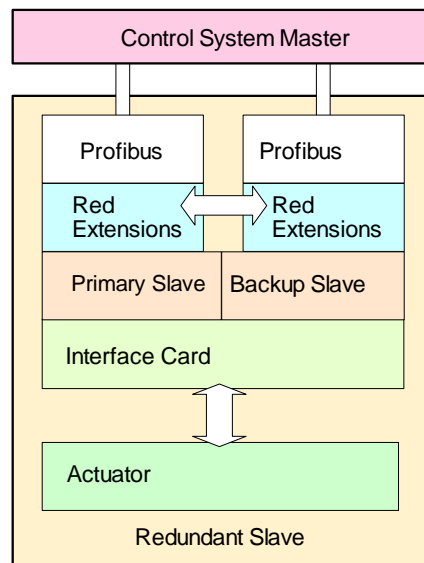 Control System Master
Profibus
Profibus
Red
Extensions
Red
Extensions
Primary Slave
Backup Slave
Interface Card
Actuator
Redundant Slave